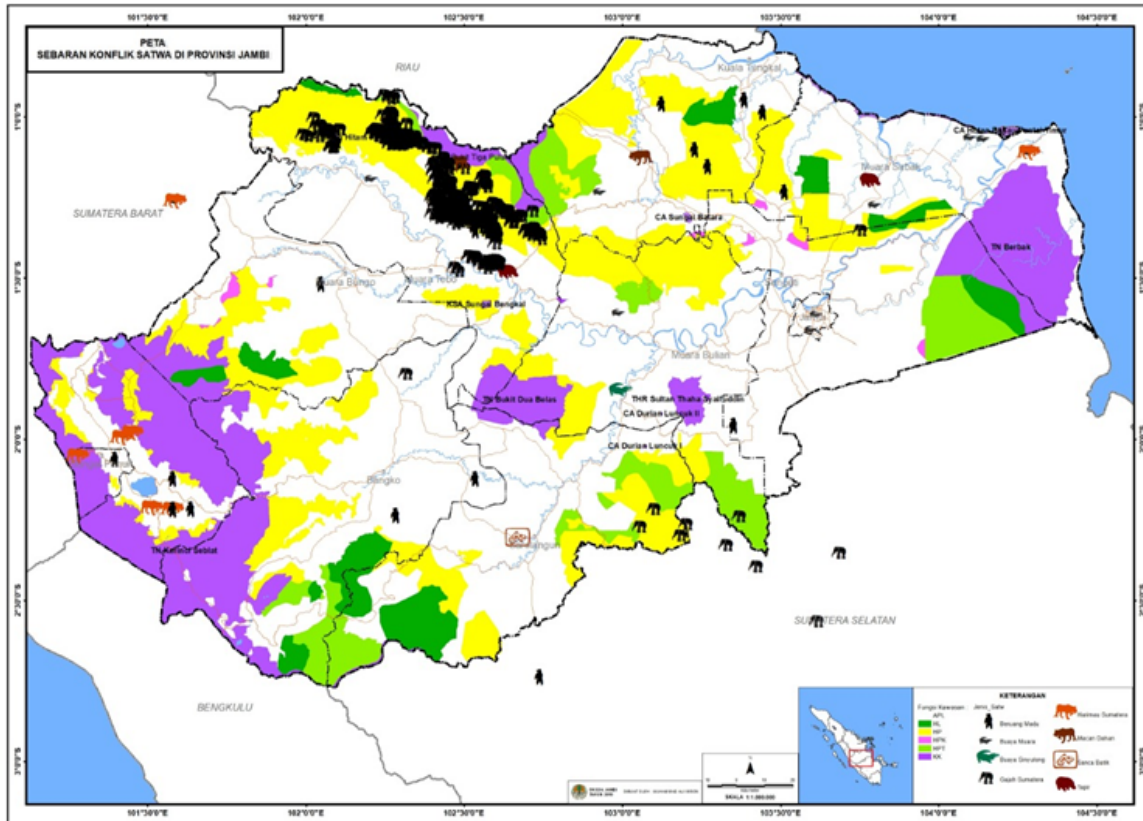 PETA
SEBARAN KONFLIK SATWA DI PROVINSI JAMBI
101°30'0"E
102°0'0"E
102°30'0"E
103°0'0"E
103°30'0"E
104°0'0"E
104°30'0"E
RIAU
Kuala Tungkal
Muara Sabak
SUMATERA BARAT
CA Sungai Batara
TN Berbak
Muara Bungo
Muara Tebo
KSA Sungai Bengkal
Muara Bulian
TN Bukit Dua Belas
THR Sultan Thaha Syaifuddin
CA Durian Luncuk II
CA Durian Luncuk I
Bangko
TN Kerinci Seblat
SUMATERA SELATAN
BENGKULU
KETERANGAN
Fungsi Kawasan :
APL
HL
HP
HPK
HPT
KK
Jenis_Satw
Beruang Madu
Buaya Muara
Buaya Sinyulong
Gajah Sumatera
Harimau Sumatera
Macan Dahan
Sanca Batik
Tapir
SKALA 1:1.000.000
101°30'0"E
102°0'0"E
102°30'0"E
103°0'0"E
103°30'0"E
104°0'0"E
104°30'0"E